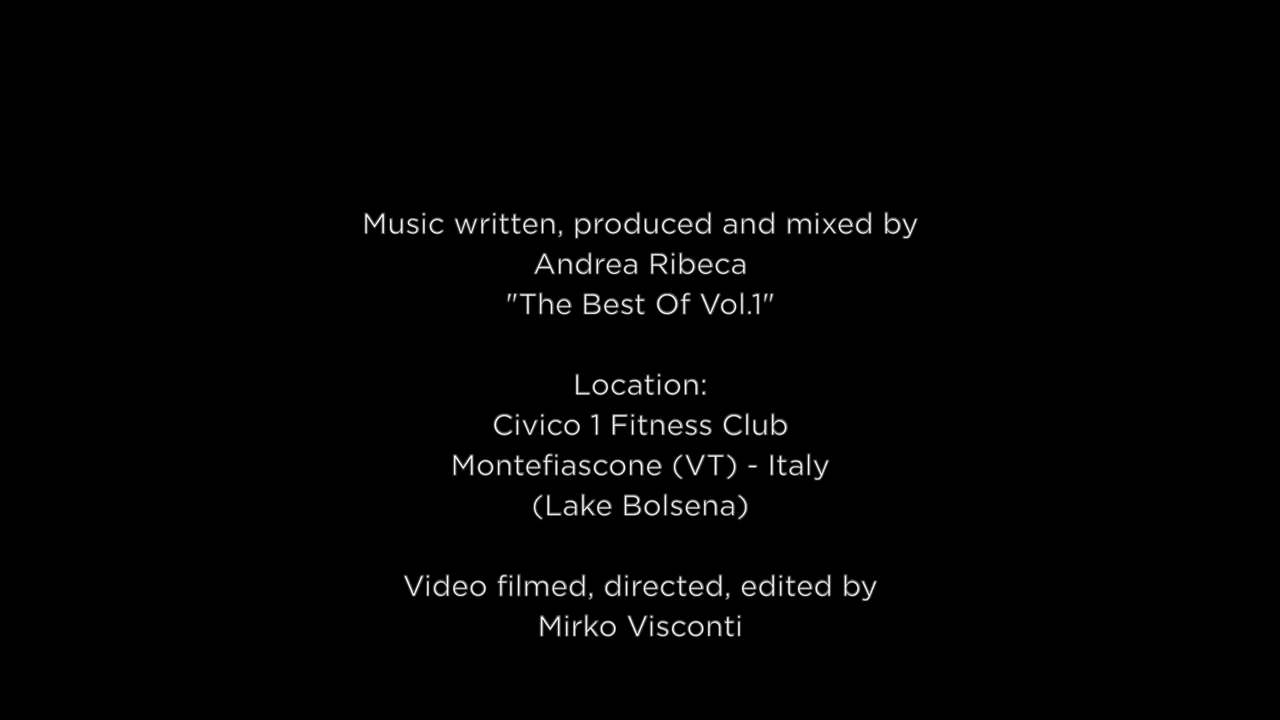 Music written, produced and mixed by
Andrea Ribeca
"The Best Of Vol.1"
Location:
Civico 1 Fitness Club
Montefiascone (VT) - Italy
(Lake Bolsena)
Video filmed, directed, edited by
Mirko Visconti